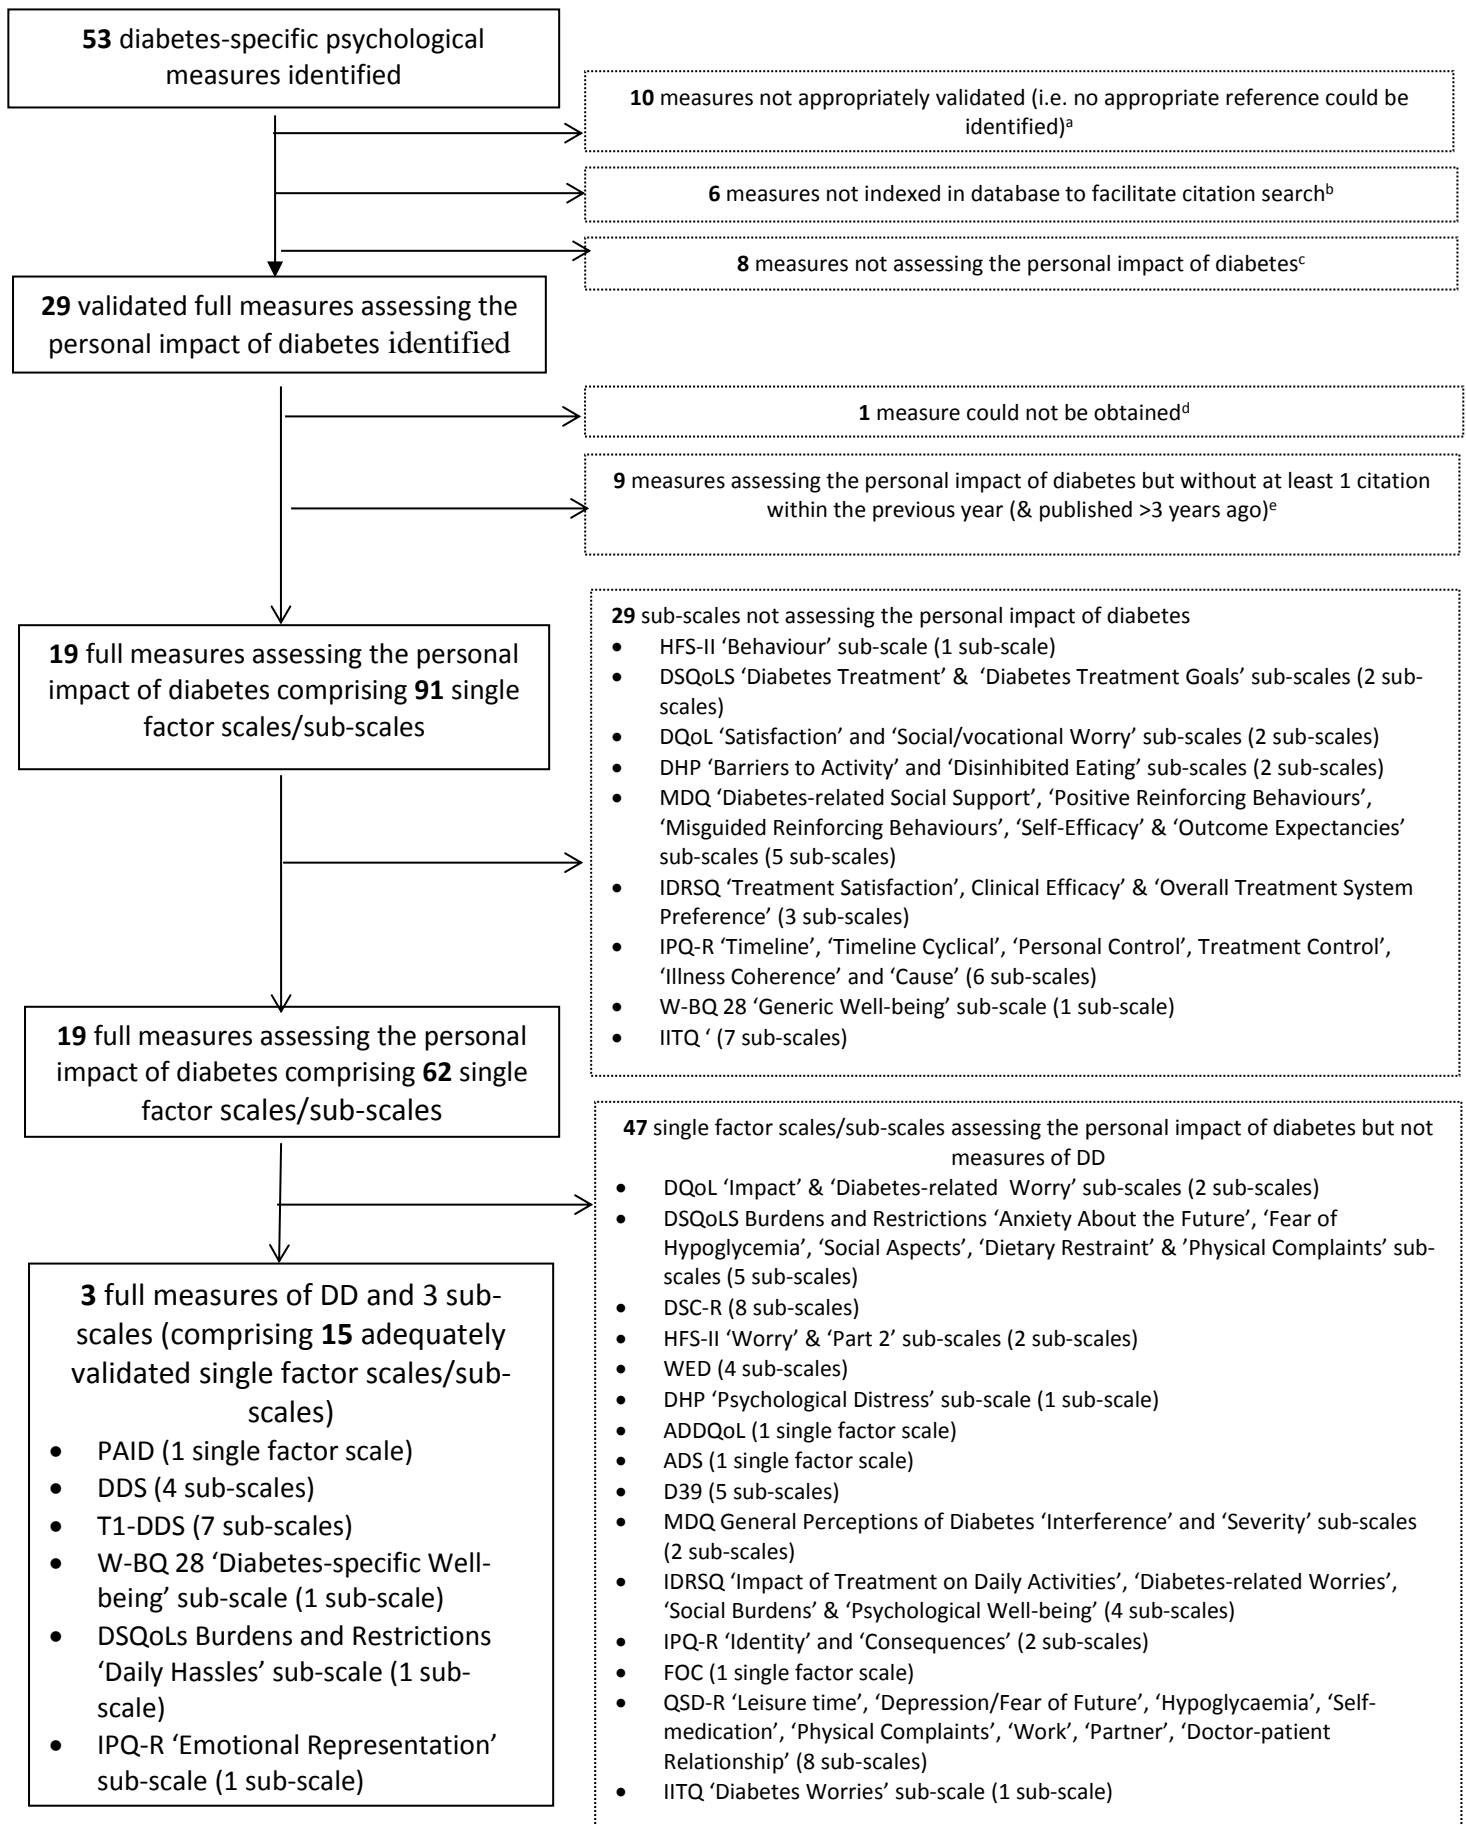 53 diabetes-specific psychological
measures identified
10 measures not appropriately validated (i.e. no appropriate reference could be
identified)ᵃ
6 measures not indexed in database to facilitate citation searchᵇ
8 measures not assessing the personal impact of diabetesᶜ
29 validated full measures assessing the
personal impact of diabetes identified
1 measure could not be obtainedᵈ
9 measures assessing the personal impact of diabetes but without at least 1 citation
within the previous year (& published >3 years ago)ᵉ
19 full measures assessing the personal
impact of diabetes comprising 91 single
factor scales/sub-scales
29 sub-scales not assessing the personal impact of diabetes
• HFS-II ‘Behaviour’ sub-scale (1 sub-scale)
• DSQoLS ‘Diabetes Treatment’ & ‘Diabetes Treatment Goals’ sub-scales (2 sub-
scales)
• DQoL ‘Satisfaction’ and ‘Social/vocational Worry’ sub-scales (2 sub-scales)
• DHP ‘Barriers to Activity’ and ‘Disinhibited Eating’ sub-scales (2 sub-scales)
• MDQ ‘Diabetes-related Social Support’, ‘Positive Reinforcing Behaviours’,
‘Misguided Reinforcing Behaviours’, ‘Self-Efficacy’ & ‘Outcome Expectancies’
sub-scales (5 sub-scales)
• IDRSQ ‘Treatment Satisfaction’, Clinical Efficacy’ & ‘Overall Treatment System
Preference’ (3 sub-scales)
• IPQ-R ‘Timeline’, ‘Timeline Cyclical’, ‘Personal Control’, Treatment Control’,
‘Illness Coherence’ and ‘Cause’ (6 sub-scales)
• W-BQ 28 ‘Generic Well-being’ sub-scale (1 sub-scale)
• IITQ ‘ (7 sub-scales)
19 full measures assessing the personal
impact of diabetes comprising 62 single
factor scales/sub-scales
47 single factor scales/sub-scales assessing the personal impact of diabetes but not
measures of DD
• DQoL ‘Impact’ & ‘Diabetes-related Worry’ sub-scales (2 sub-scales)
• DSQoLS Burdens and Restrictions ‘Anxiety About the Future’, ‘Fear of
Hypoglycemia’, ‘Social Aspects’, ‘Dietary Restraint’ & ’Physical Complaints’ sub-
scales (5 sub-scales)
• DSC-R (8 sub-scales)
• HFS-II ‘Worry’ & ‘Part 2’ sub-scales (2 sub-scales)
• WED (4 sub-scales)
• DHP ‘Psychological Distress’ sub-scale (1 sub-scale)
• ADDQoL (1 single factor scale)
• ADS (1 single factor scale)
• D39 (5 sub-scales)
• MDQ General Perceptions of Diabetes ‘Interference’ and ‘Severity’ sub-scales
(2 sub-scales)
• IDRSQ ‘Impact of Treatment on Daily Activities’, ‘Diabetes-related Worries’,
‘Social Burdens’ & ‘Psychological Well-being’ (4 sub-scales)
• IPQ-R ‘Identity’ and ‘Consequences’ (2 sub-scales)
• FOC (1 single factor scale)
• QSD-R ‘Leisure time’, ‘Depression/Fear of Future’, ‘Hypoglycaemia’, ‘Self-
medication’, ‘Physical Complaints’, ‘Work’, ‘Partner’, ‘Doctor-patient
Relationship’ (8 sub-scales)
• IITQ ‘Diabetes Worries’ sub-scale (1 sub-scale)
3 full measures of DD and 3 sub-
scales (comprising 15 adequately
validated single factor scales/sub-
scales)
• PAID (1 single factor scale)
• DDS (4 sub-scales)
• T1-DDS (7 sub-scales)
• W-BQ 28 ‘Diabetes-specific Well-
being’ sub-scale (1 sub-scale)
• DSQoLs Burdens and Restrictions
‘Daily Hassles’ sub-scale (1 sub-
scale)
• IPQ-R ‘Emotional Representation’
sub-scale (1 sub-scale)